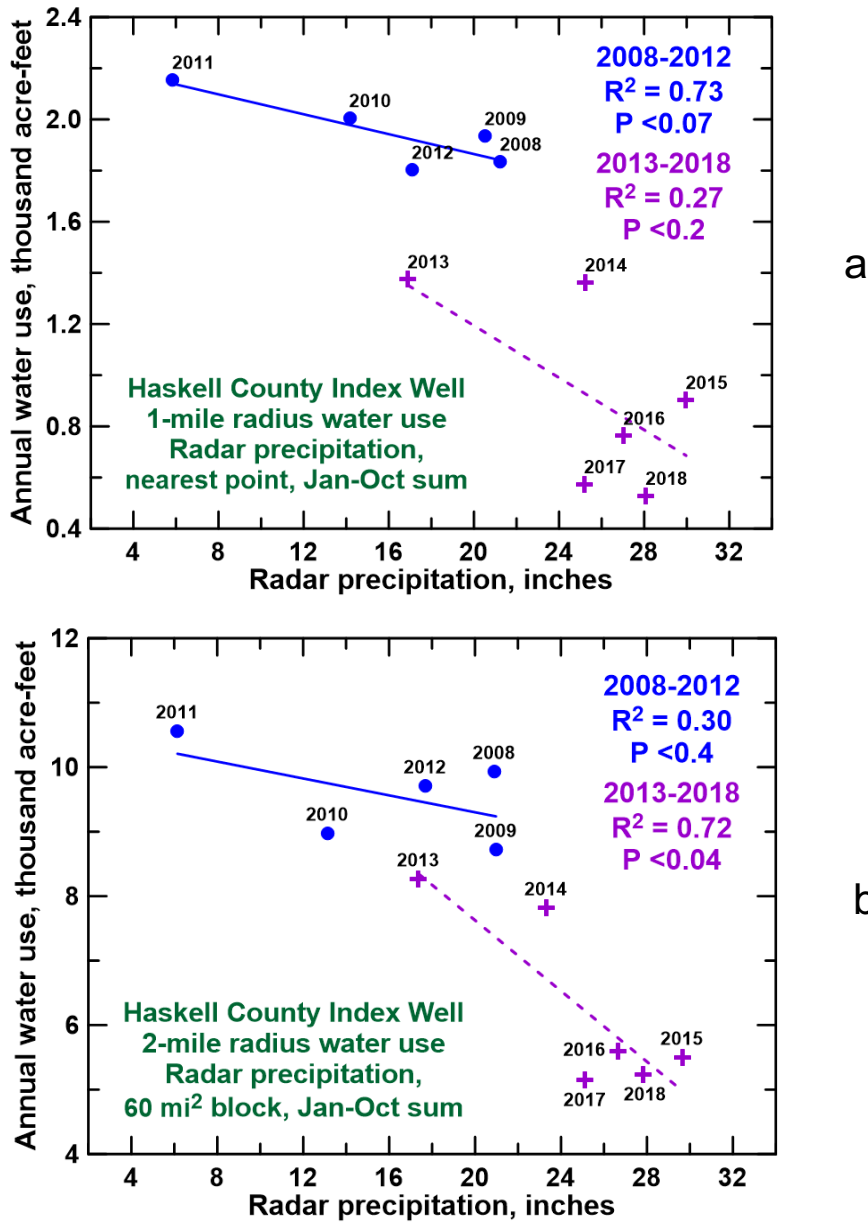 2.4
2.0
1.6
1.2
0.8
0.4
Annual water use, thousand acre-feet
2011
2010
2009
2012
2008
2013
2014
2015
2016
2017
2018
2008-2012
R² = 0.73
P <0.07
2013-2018
R² = 0.27
P <0.2
Haskell County Index Well
1-mile radius water use
Radar precipitation,
nearest point, Jan-Oct sum
4 8 12 16 20 24 28 32
Radar precipitation, inches
a
12
10
8
6
4
Annual water use, thousand acre-feet
2011
2012
2008
2010
2009
2013
2014
2016
2015
2017
2018
2008-2012
R² = 0.30
P <0.4
2013-2018
R² = 0.72
P <0.04
Haskell County Index Well
2-mile radius water use
Radar precipitation,
60 mi² block, Jan-Oct sum
4 8 12 16 20 24 28 32
Radar precipitation, inches
b